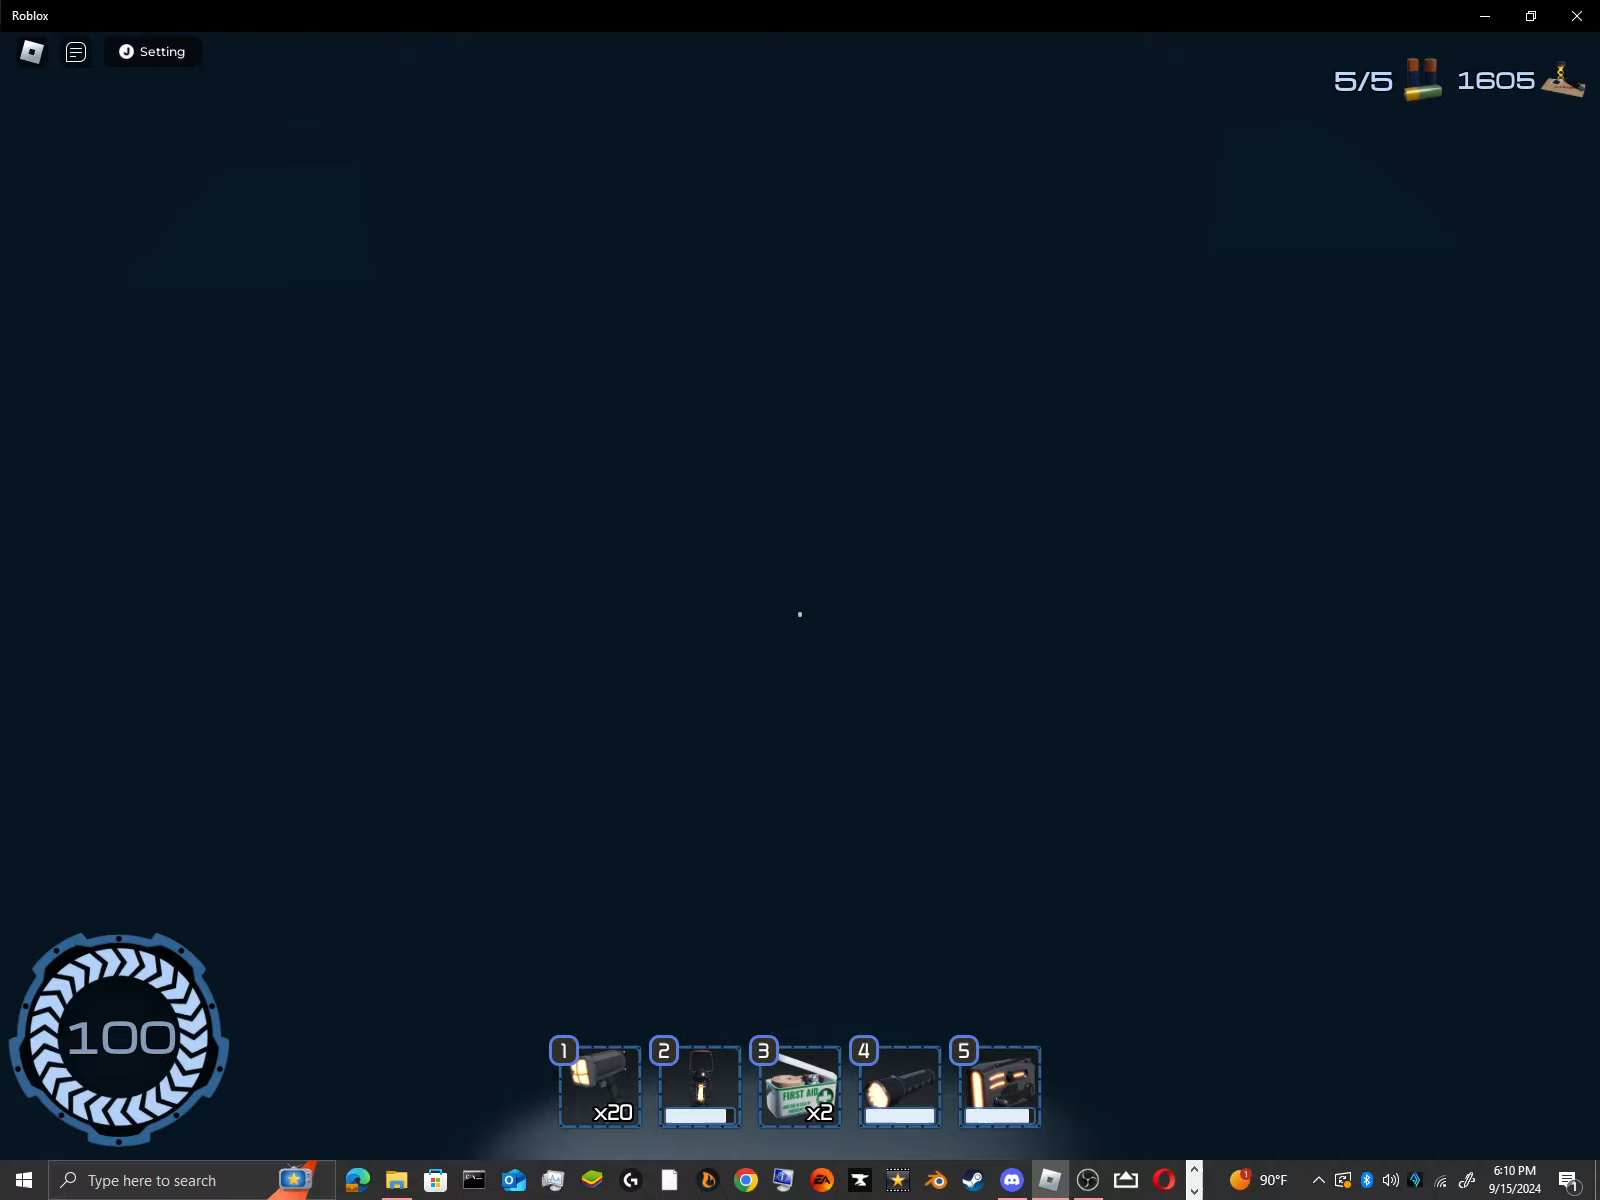 Roblox
Setting
5/5
1605
100
1
x20
2
3
FIRST AID
x2
4
5
Type here to search
90°F
6:10 PM
9/15/2024